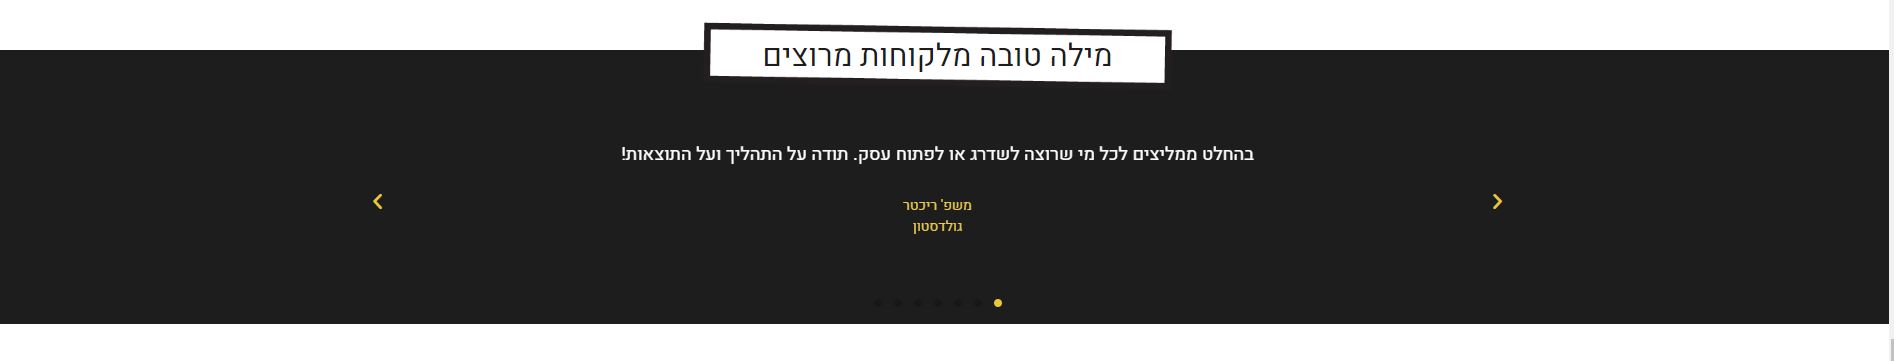 מילה טובה מלקוחות מרוצים
בהחלט ממליצים לכל מי שרוצה לשדרג או לפתוח עסק. תודה על התהליך ועל התוצאות!
משפ' ריכטר
גולדסטון